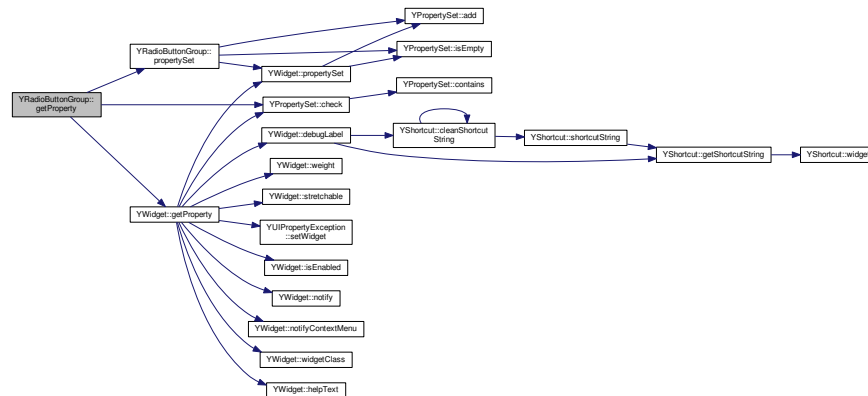 YPropertySet::add
YRadioButtonGroup::
propertySet
YPropertySet::isEmpty
YWidget::propertySet
YPropertySet::contains
YRadioButtonGroup::
getProperty
YPropertySet::check
YShortcut::cleanShortcut
String
YWidget::debugLabel
YShortcut::shortcutString
YShortcut::getShortcutString
YShortcut::widget
YWidget::weight
YWidget::stretchable
YWidget::getProperty
YUIPropertyException
::setWidget
YWidget::isEnabled
YWidget::notify
YWidget::notifyContextMenu
YWidget::widgetClass
YWidget::helpText